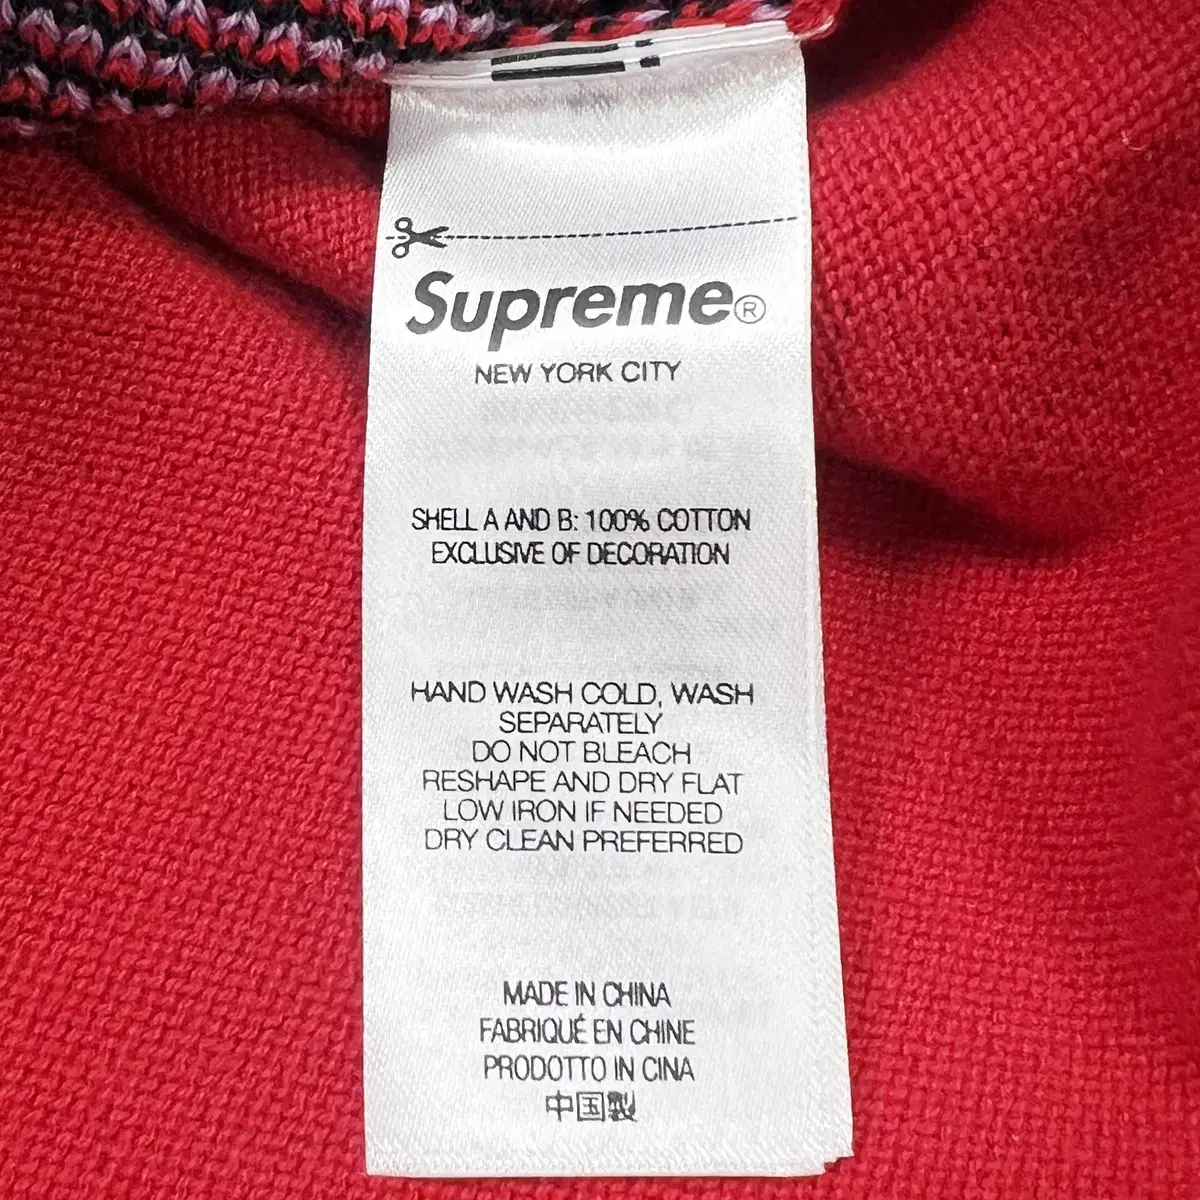 Supreme®
NEW YORK CITY
SHELL A AND B: 100% COTTON
EXCLUSIVE OF DECORATION
HAND WASH COLD, WASH
SEPARATELY
DO NOT BLEACH
RESHAPE AND DRY FLAT
LOW IRON IF NEEDED
DRY CLEAN PREFERRED
MADE IN CHINA
FABRIQUÉ EN CHINE
PRODOTTO IN CINA
中国製